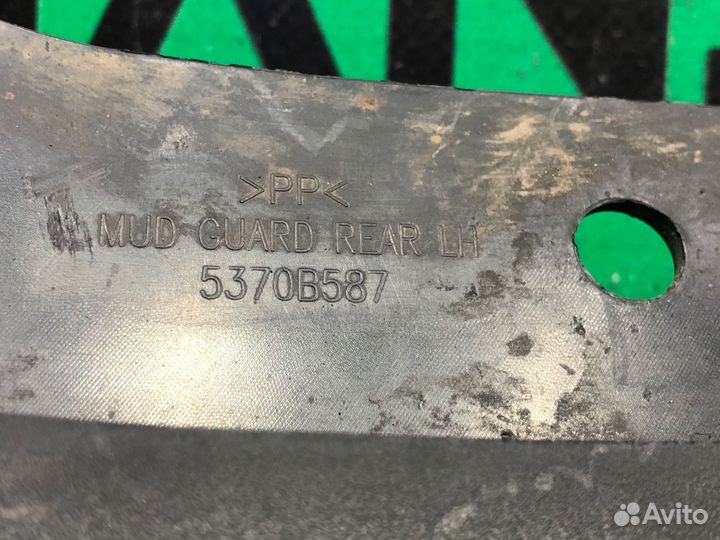 >PP<
MUD GUARD REAR LH
5370B587
Avito